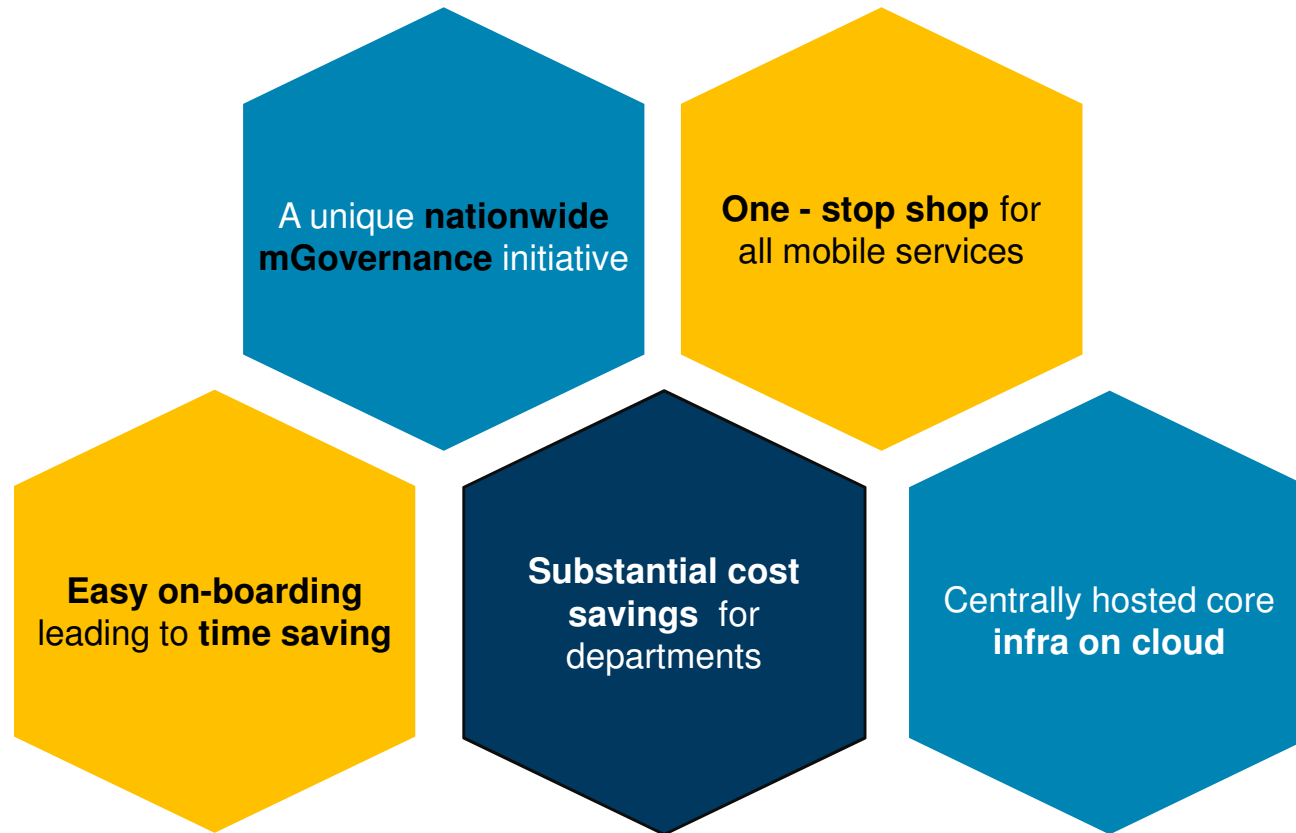 A unique nationwide
mGovernance initiative
One - stop shop for
all mobile services
Easy on-boarding
leading to time saving
Substantial cost
savings  for
departments
Centrally hosted core
infra on cloud